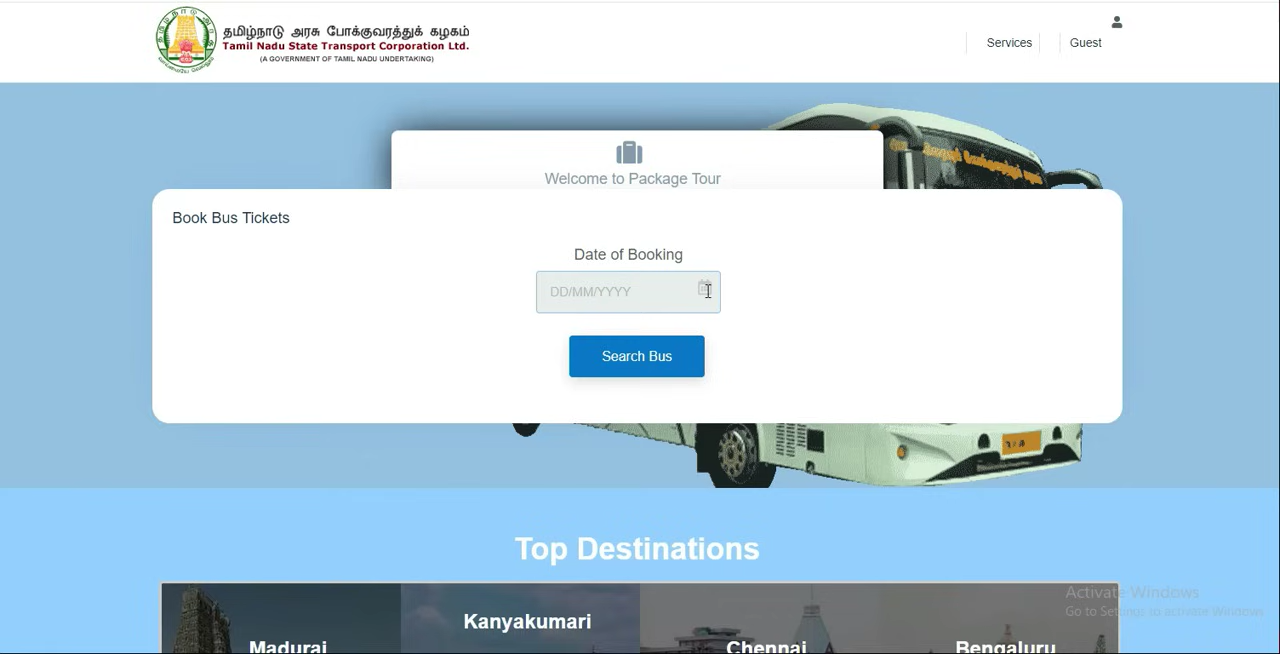 தமிழ்நாடு அரசு போக்குவரத்துக் கழகம்
Tamil Nadu State Transport Corporation Ltd.
(A GOVERNMENT OF TAMIL NADU UNDERTAKING)
Services
Guest
Welcome to Package Tour
Book Bus Tickets
Date of Booking
DD/MM/YYYY
Search Bus
Top Destinations
Kanyakumari
Madurai
Chennai
Bengaluru
Activate Windows
Go to Settings to activate Windows.